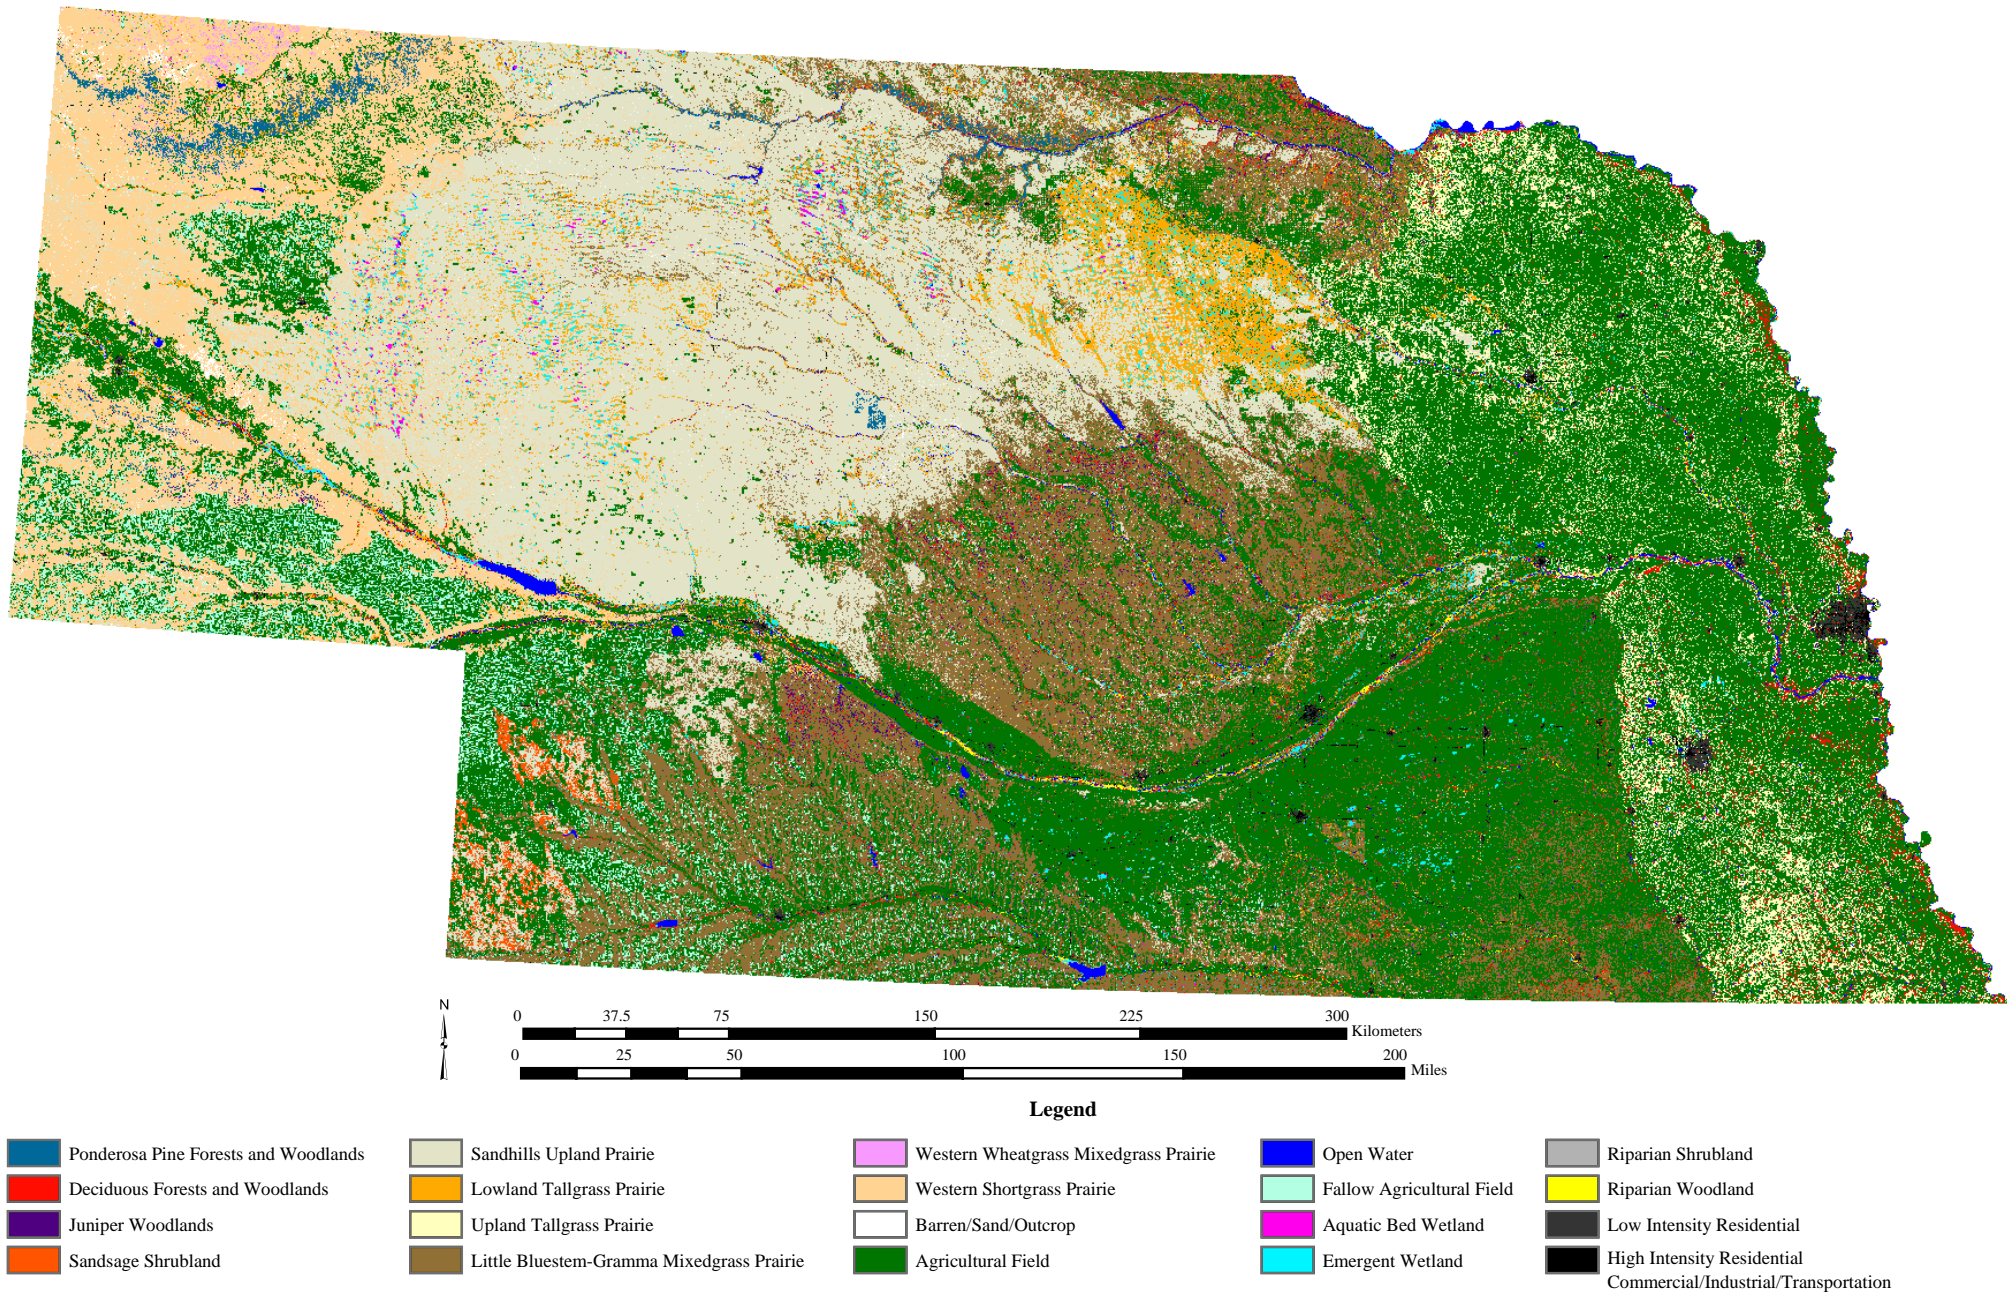 N
0 37.5 75 150 225 300
Kilometers
0 25 50 100 150 200
Miles
Legend
Ponderosa Pine Forests and Woodlands
Deciduous Forests and Woodlands
Juniper Woodlands
Sandsage Shrubland
Sandhills Upland Prairie
Lowland Tallgrass Prairie
Upland Tallgrass Prairie
Little Bluestem-Gramma Mixedgrass Prairie
Western Wheatgrass Mixedgrass Prairie
Western Shortgrass Prairie
Barren/Sand/Outcrop
Agricultural Field
Open Water
Fallow Agricultural Field
Aquatic Bed Wetland
Emergent Wetland
Riparian Shrubland
Riparian Woodland
Low Intensity Residential
High Intensity Residential
Commercial/Industrial/Transportation